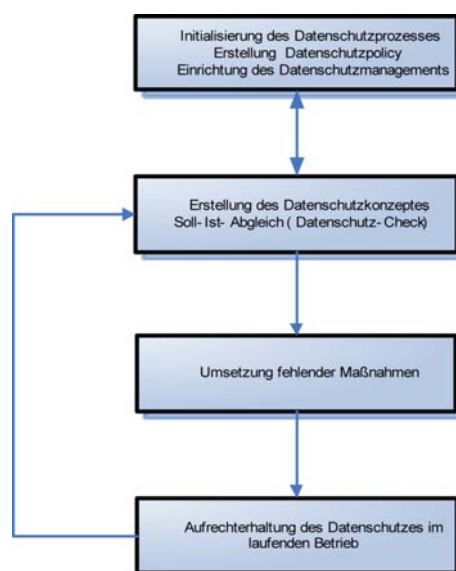 Initialisierung des Datenschutzprozesses
Erstellung Datenschutzpolicy
Einrichtung des Datenschutzmanagements
Erstellung des Datenschutzkonzeptes
Soll- Ist- Abgleich ( Datenschutz- Check)
Umsetzung fehlender Maßnahmen
Aufrechterhaltung des Datenschutzes im
laufenden Betrieb